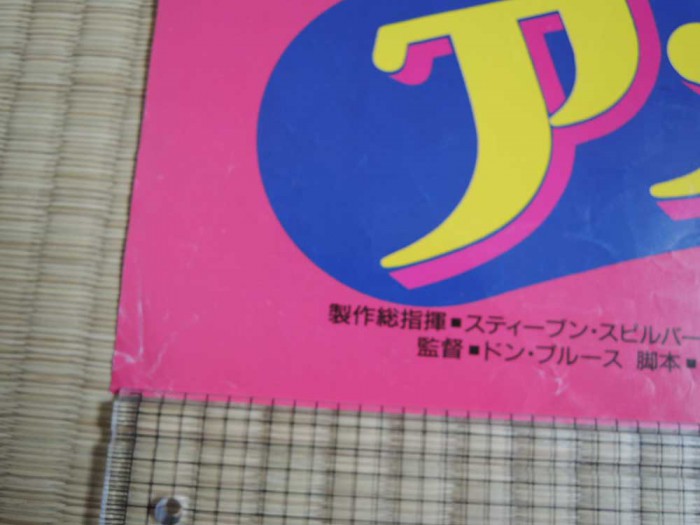 ア
製作総指揮■スティーブン・スピルバー
監督■ドン・ブルース 脚本■